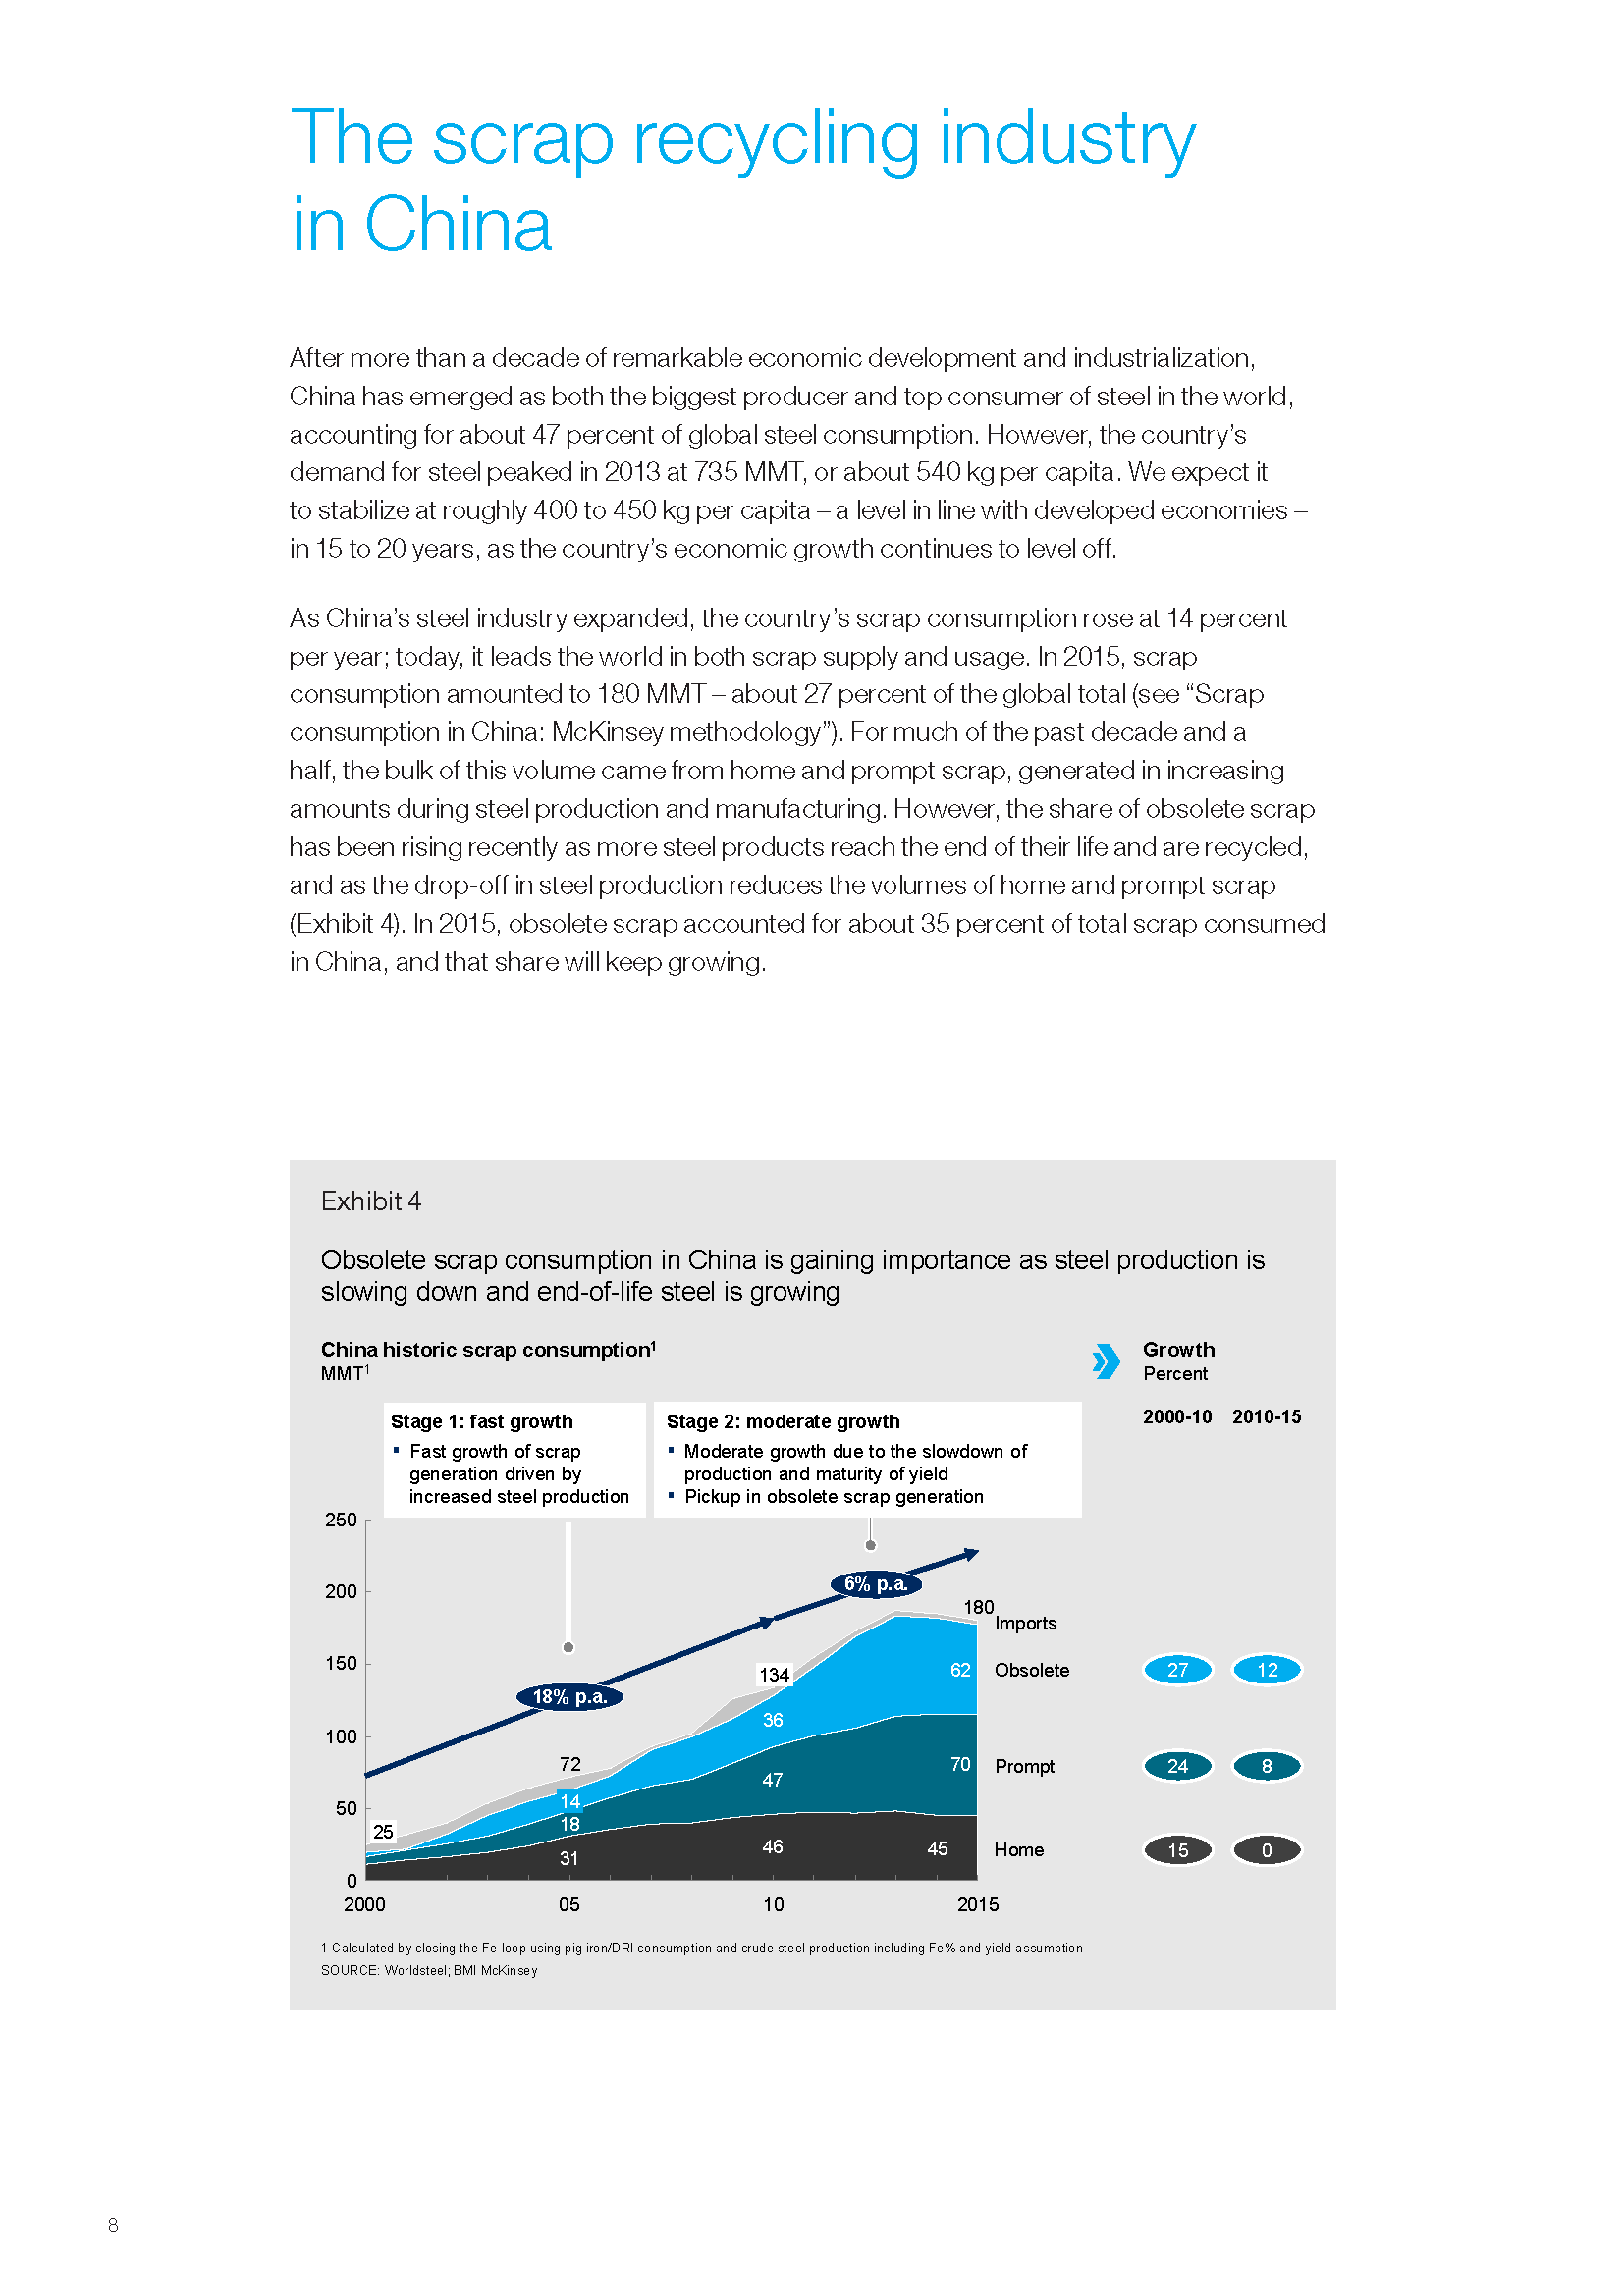 The scrap recycling industry
in China
After more than a decade of remarkable economic development and industrialization,
China has emerged as both the biggest producer and top consumer of steel in the world,
accounting for about 47 percent of global steel consumption. However, the country’s
demand for steel peaked in 2013 at 735 MMT, or about 540 kg per capita. We expect it
to stabilize at roughly 400 to 450 kg per capita – a level in line with developed economies –
in 15 to 20 years, as the country’s economic growth continues to level off.
As China’s steel industry expanded, the country’s scrap consumption rose at 14 percent
per year; today, it leads the world in both scrap supply and usage. In 2015, scrap
consumption amounted to 180 MMT – about 27 percent of the global total (see “Scrap
consumption in China: McKinsey methodology”). For much of the past decade and a
half, the bulk of this volume came from home and prompt scrap, generated in increasing
amounts during steel production and manufacturing. However, the share of obsolete scrap
has been rising recently as more steel products reach the end of their life and are recycled,
and as the drop-off in steel production reduces the volumes of home and prompt scrap
(Exhibit 4). In 2015, obsolete scrap accounted for about 35 percent of total scrap consumed
in China, and that share will keep growing.
Exhibit 4
Obsolete scrap consumption in China is gaining importance as steel production is
slowing down and end-of-life steel is growing
China historic scrap consumption¹
MMT¹
Growth
Percent
2000-10 2010-15
Stage 1: fast growth
▪ Fast growth of scrap
generation driven by
increased steel production
Stage 2: moderate growth
▪ Moderate growth due to the slowdown of
production and maturity of yield
▪ Pickup in obsolete scrap generation
250
200
150
100
50
0
18% p.a.
6% p.a.
25
72
14
18
31
134
36
47
46
180
62
70
45
Imports
Obsolete 27 12
Prompt 24 8
Home 15 0
2000 05 10 2015
1 Calculated by closing the Fe-loop using pig iron/DRI consumption and crude steel production including Fe% and yield assumption
SOURCE: Worldsteel; BMI McKinsey
8